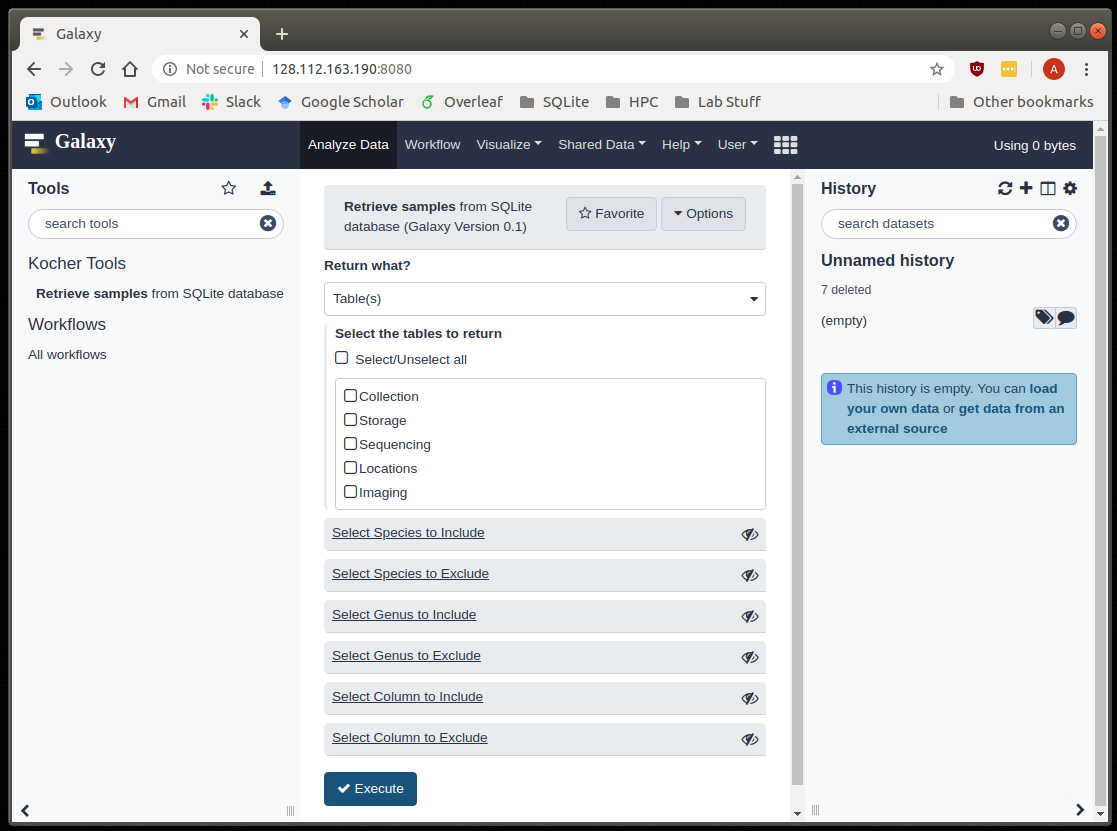 Galaxy
Not secure 128.112.163.190:8080
A
Outlook Gmail Slack Google Scholar Overleaf SQLite HPC Lab Stuff Other bookmarks
Galaxy Analyze Data Workflow Visualize Shared Data Help User Using 0 bytes
Tools
search tools
Kocher Tools
Retrieve samples from SQLite database
Workflows
All workflows
Retrieve samples from SQLite
database (Galaxy Version 0.1)
Favorite
Options
Return what?
Table(s)
Select the tables to return
Select/Unselect all
Collection
Storage
Sequencing
Locations
Imaging
Select Species to Include
Select Species to Exclude
Select Genus to Include
Select Genus to Exclude
Select Column to Include
Select Column to Exclude
Execute
History
search datasets
Unnamed history
7 deleted
(empty)
This history is empty. You can load
your own data or get data from an
external source